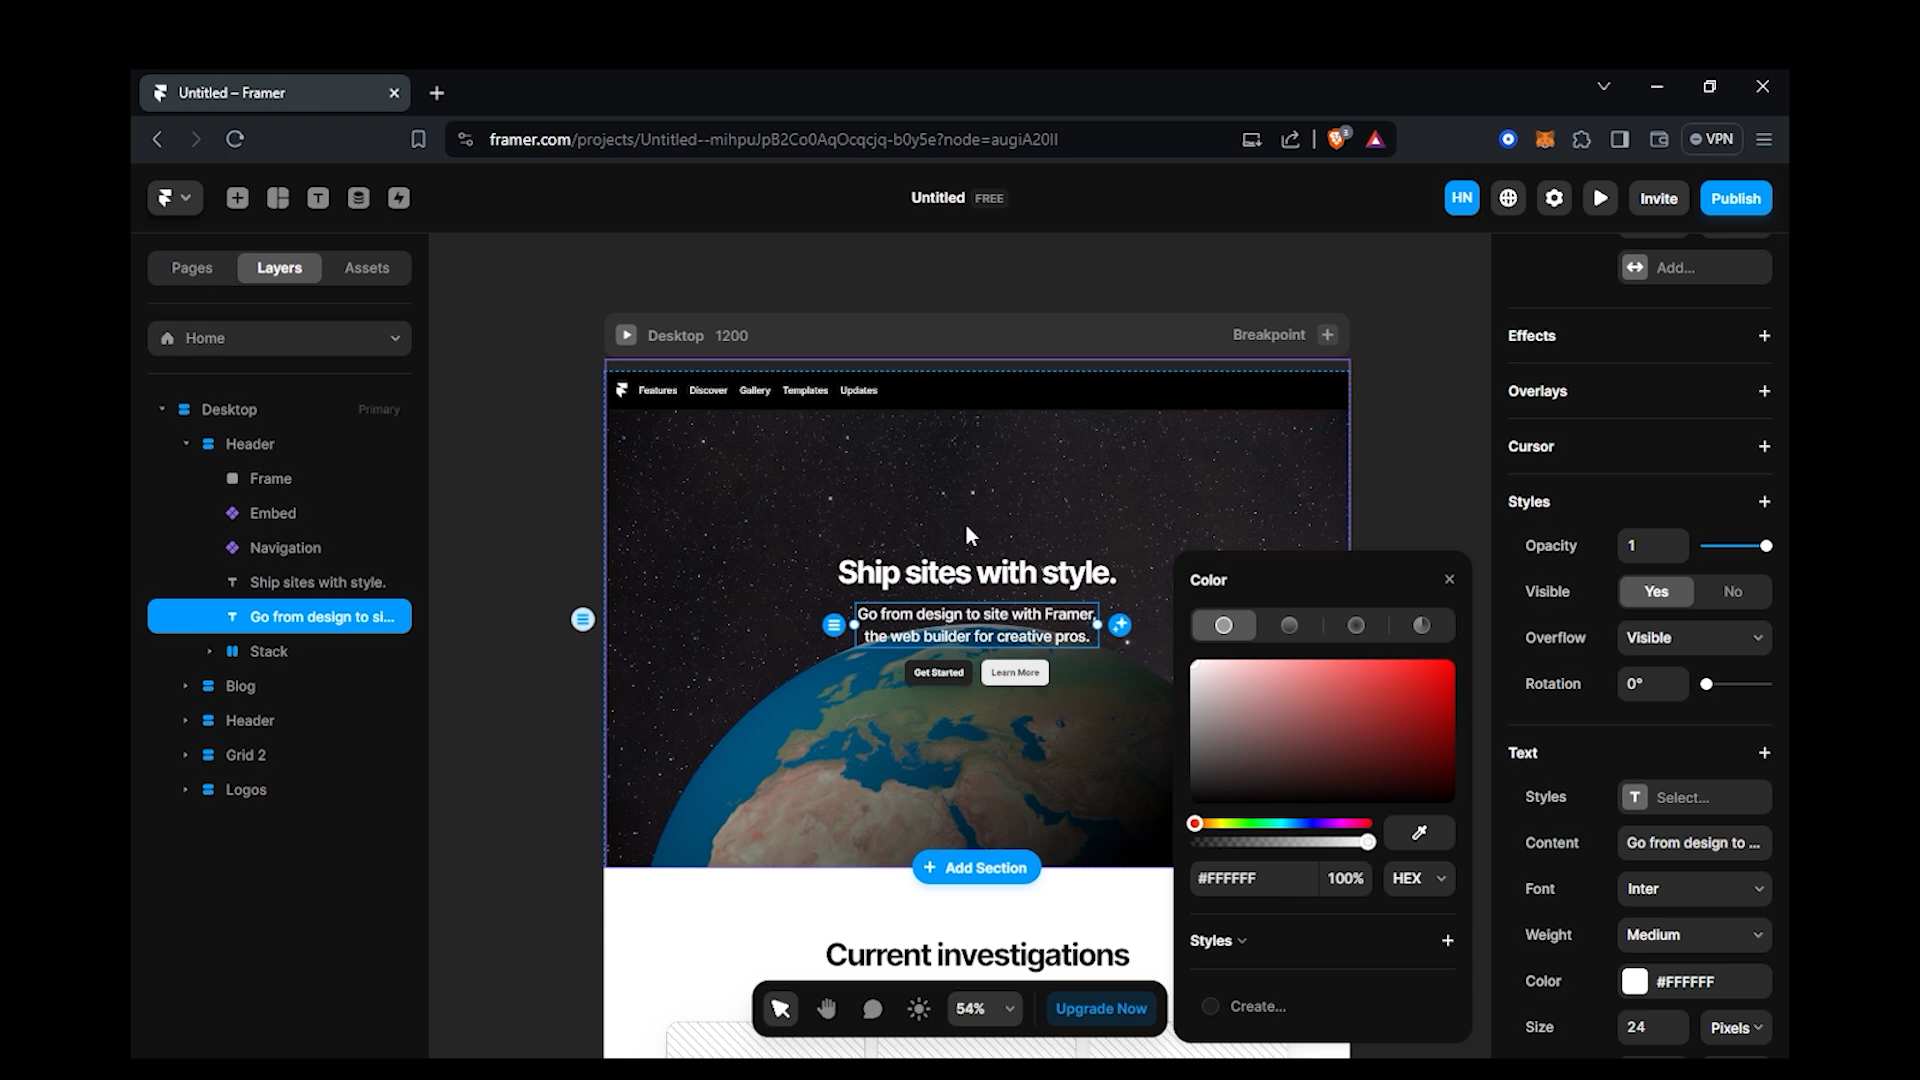 Untitled – Framer
framer.com/projects/Untitled--mihpuJpB2Co0AqOcqcjq-b0y5e?node=augiA20Il
3
VPN
Untitled FREE
HN
Invite
Publish
Pages
Layers
Assets
Home
Desktop
Primary
Header
Frame
Embed
Navigation
Ship sites with style.
Go from design to si...
Stack
Blog
Header
Grid 2
Logos
Desktop 1200
Breakpoint
Features
Discover
Gallery
Templates
Updates
Ship sites with style.
Go from design to site with Framer,
the web builder for creative pros.
Get Started
Learn More
Add Section
Current investigations
54%
Upgrade Now
Color
#FFFFFF
100%
HEX
Styles
Create...
Add...
Effects
Overlays
Cursor
Styles
Opacity
1
Visible
Yes
No
Overflow
Visible
Rotation
0°
Text
Styles
T Select...
Content
Go from design to ...
Font
Inter
Weight
Medium
Color
#FFFFFF
Size
24
Pixels